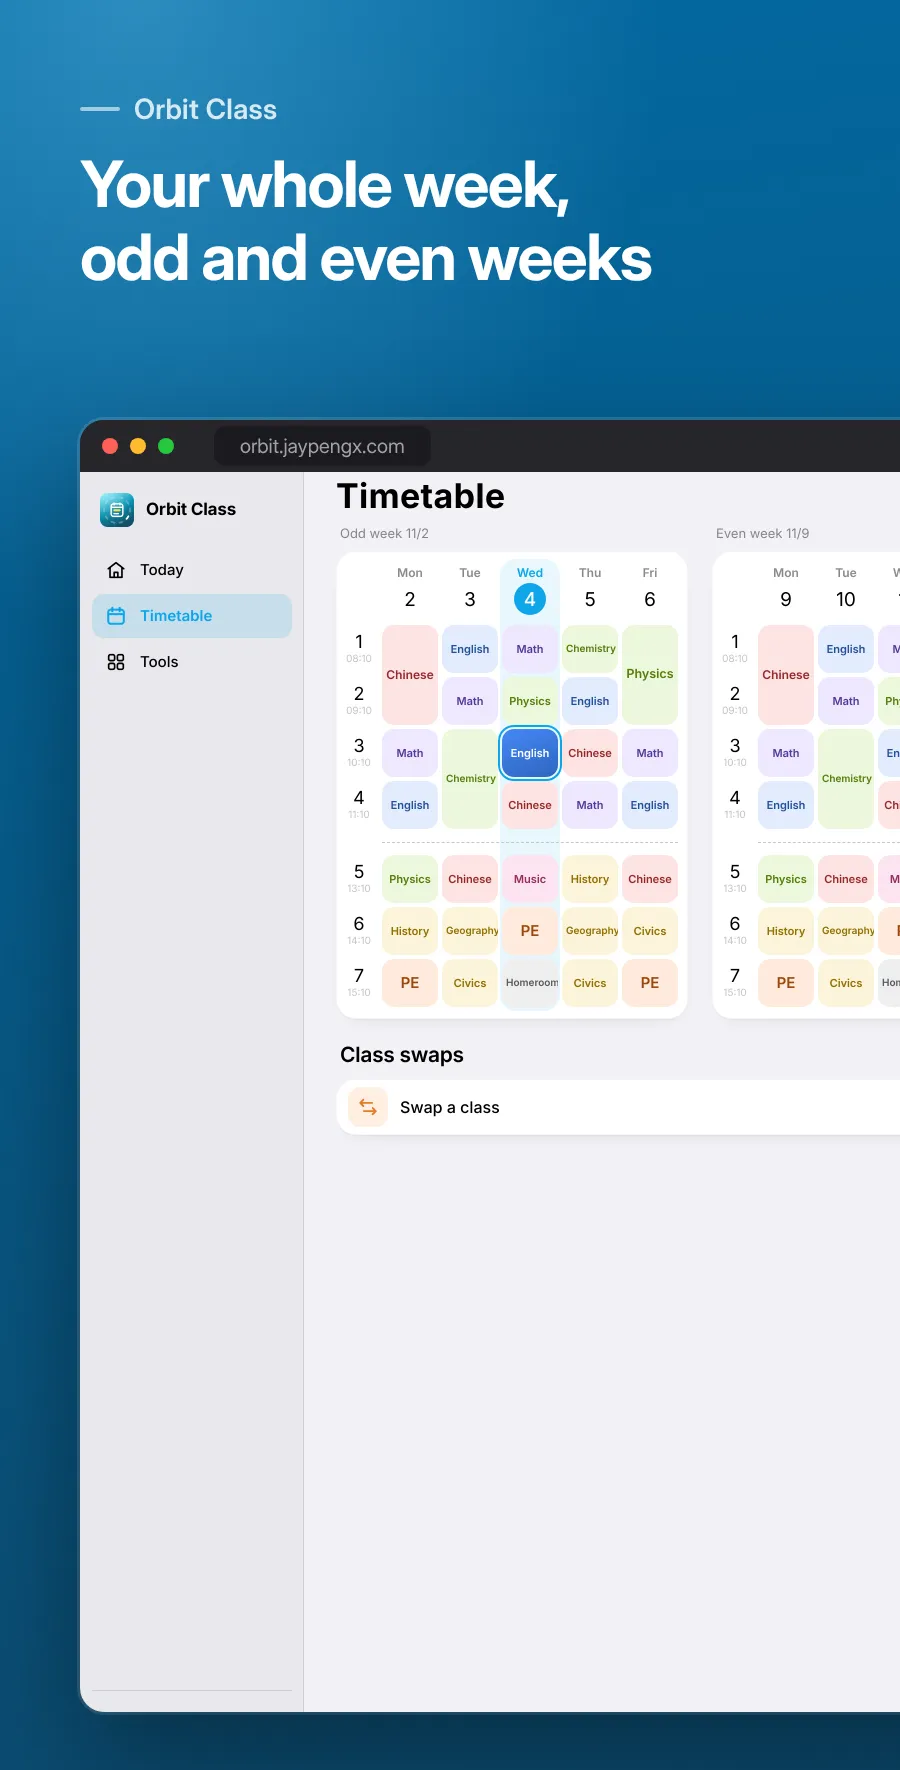 Orbit Class
Your whole week,
odd and even weeks
orbit.jaypengx.com
Orbit Class
Today
Timetable
Tools
Timetable
Odd week 11/2
Mon Tue Wed Thu Fri
2 3 4 5 6
1 08:10 Chinese English Math Chemistry Physics
2 09:10 Math Physics English
3 10:10 Math Chemistry English Chinese Math
4 11:10 English Chinese Math English
5 13:10 Physics Chinese Music History Chinese
6 14:10 History Geography PE Geography Civics
7 15:10 PE Civics Homeroom Civics PE
Even week 11/9
Mon Tue
9 10
1 08:10 Chinese English M
2 09:10 Math Ph
3 10:10 Math Chemistry En
4 11:10 English Ch
5 13:10 Physics Chinese M
6 14:10 History Geography
7 15:10 PE Civics Hom
Class swaps
Swap a class